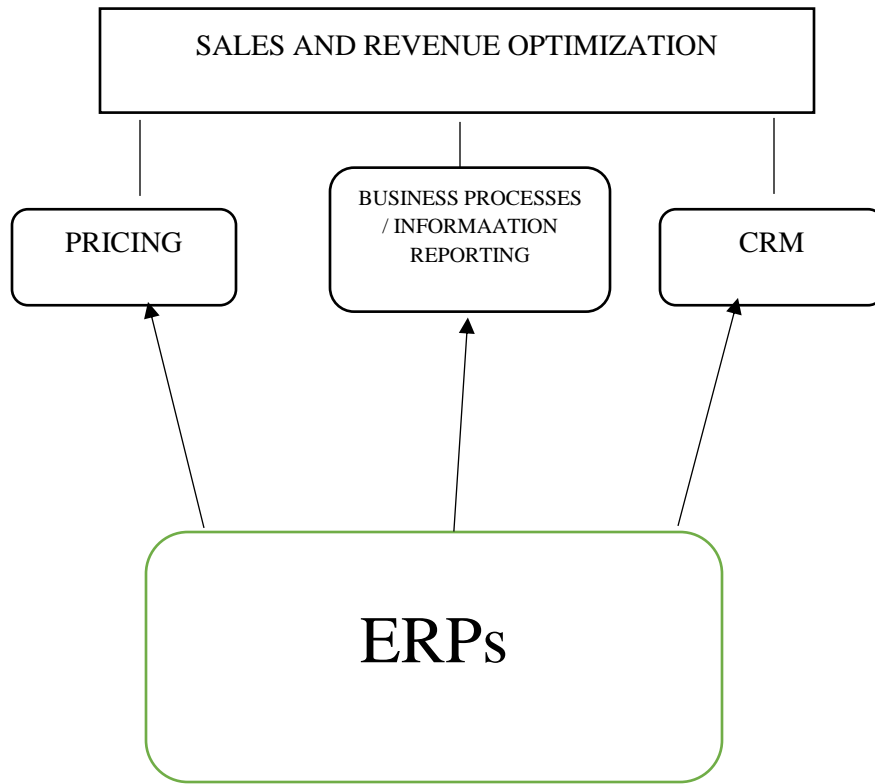 SALES AND REVENUE OPTIMIZATION
PRICING
BUSINESS PROCESSES
/ INFORMAATION
REPORTING
CRM
ERPs